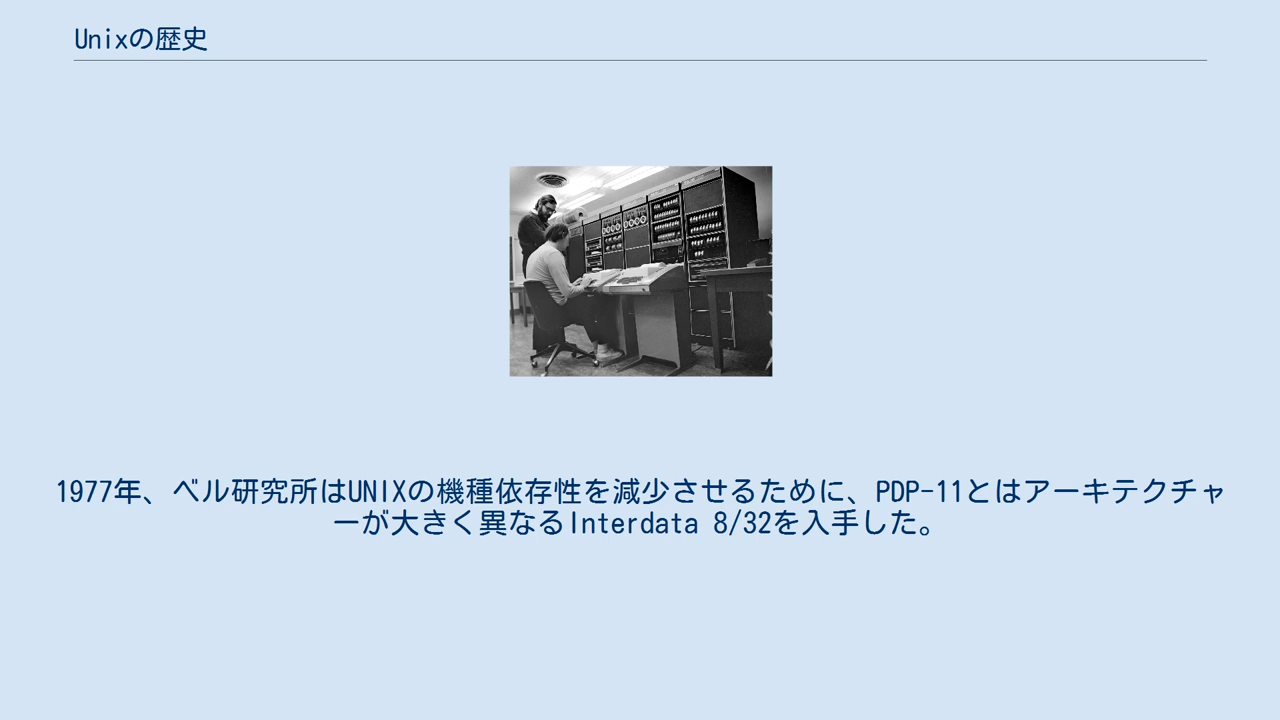 Unixの歴史
1977年、ベル研究所はUNIXの機種依存性を減少させるために、PDP-11とはアーキテクチャ
ーが大きく異なるInterdata 8/32を入手した。